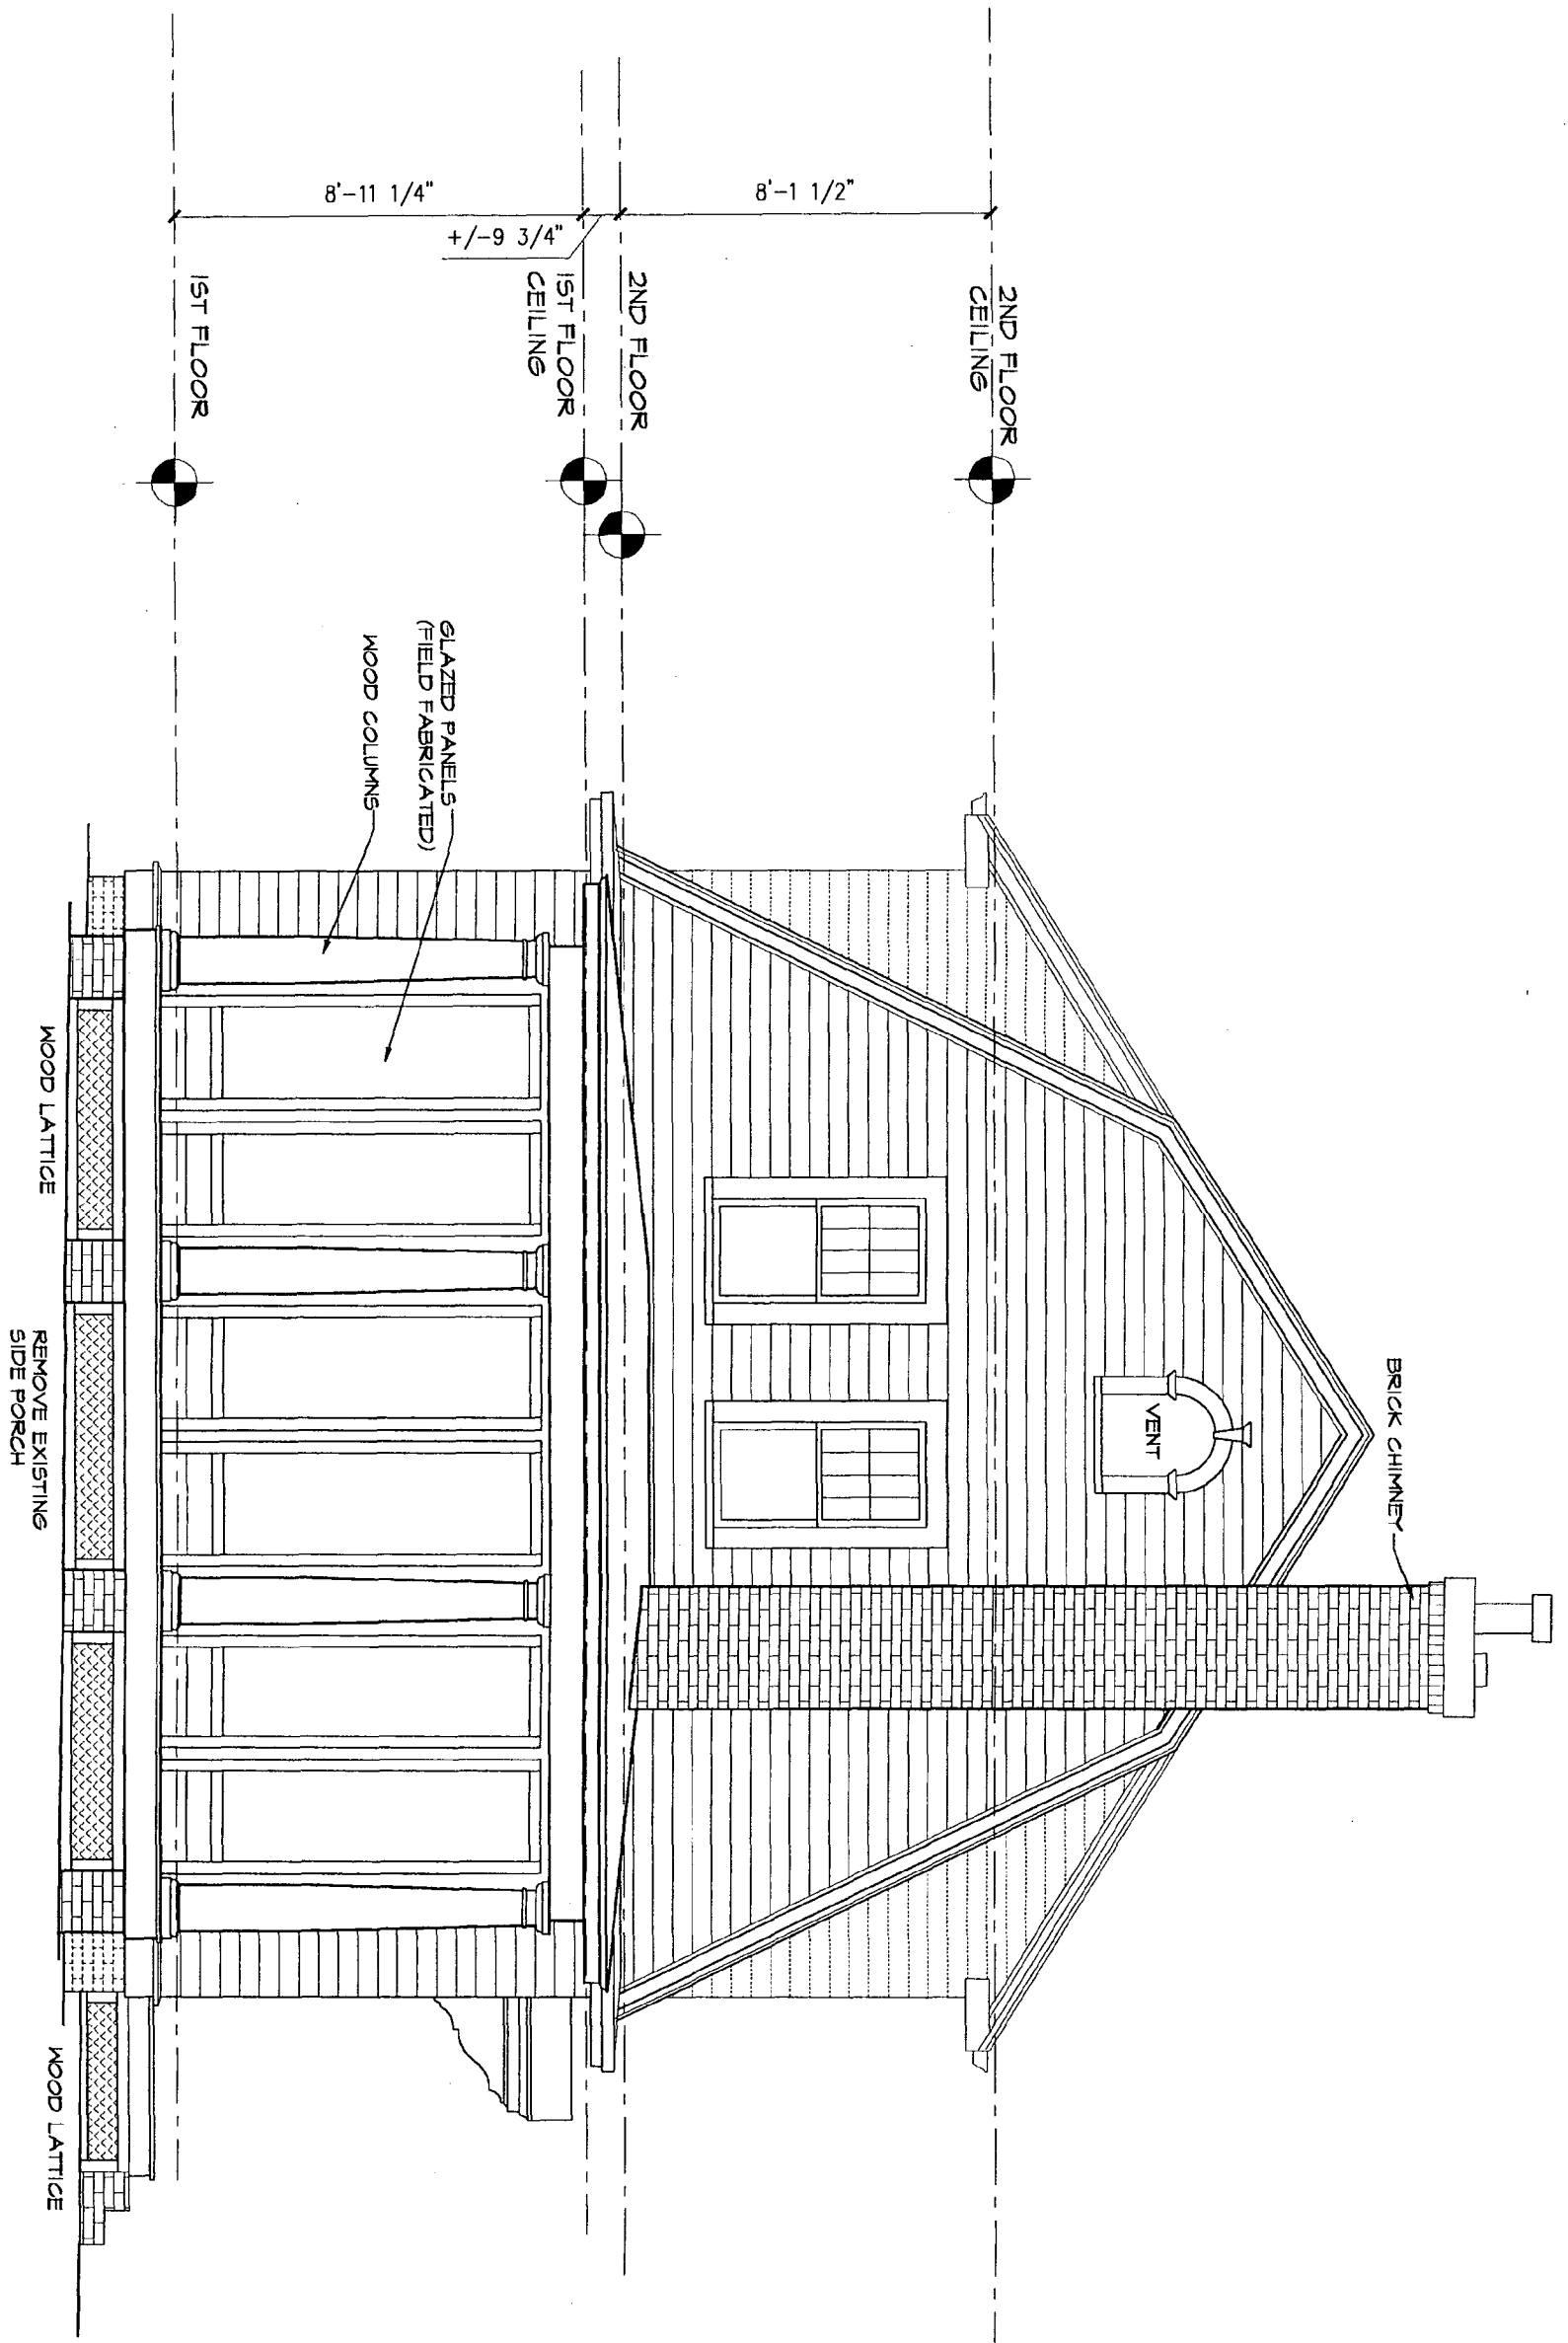 BRICK CHIMNEY
VENT
2ND FLOOR
CEILING
8'-1 1/2"
2ND FLOOR
1ST FLOOR
CEILING
+/-9 3/4"
8'-11 1/4"
GLAZED PANELS
(FIELD FABRICATED)
WOOD COLUMNS
1ST FLOOR
WOOD LATTICE
REMOVE EXISTING
SIDE PORCH
WOOD LATTICE